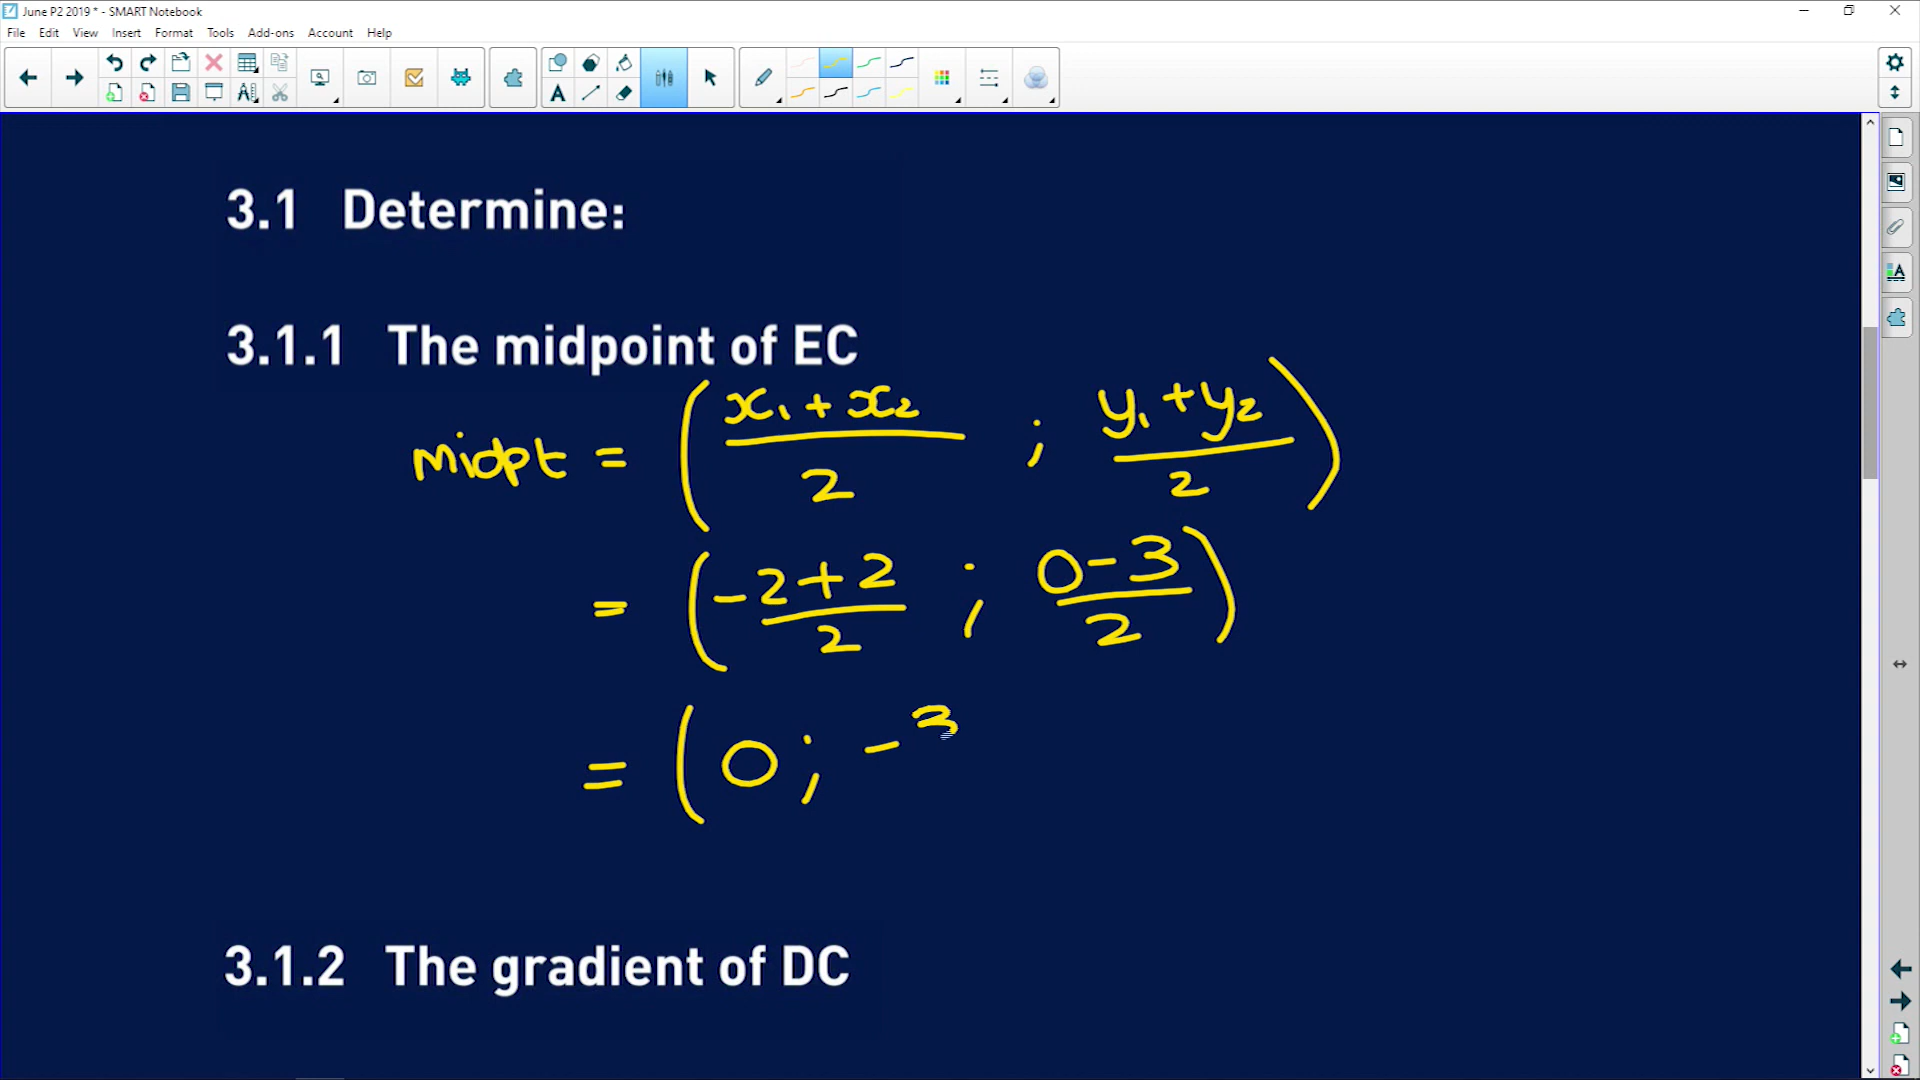 June P2 2019 * - SMART Notebook
File Edit View Insert Format Tools Add-ons Account Help
3.1 Determine:
3.1.1 The midpoint of EC
midpt = ( x₁ + x₂ / 2 ; y₁ + y₂ / 2 )
= ( -2 + 2 / 2 ; 0 - 3 / 2 )
= ( 0 ; - 3
3.1.2 The gradient of DC